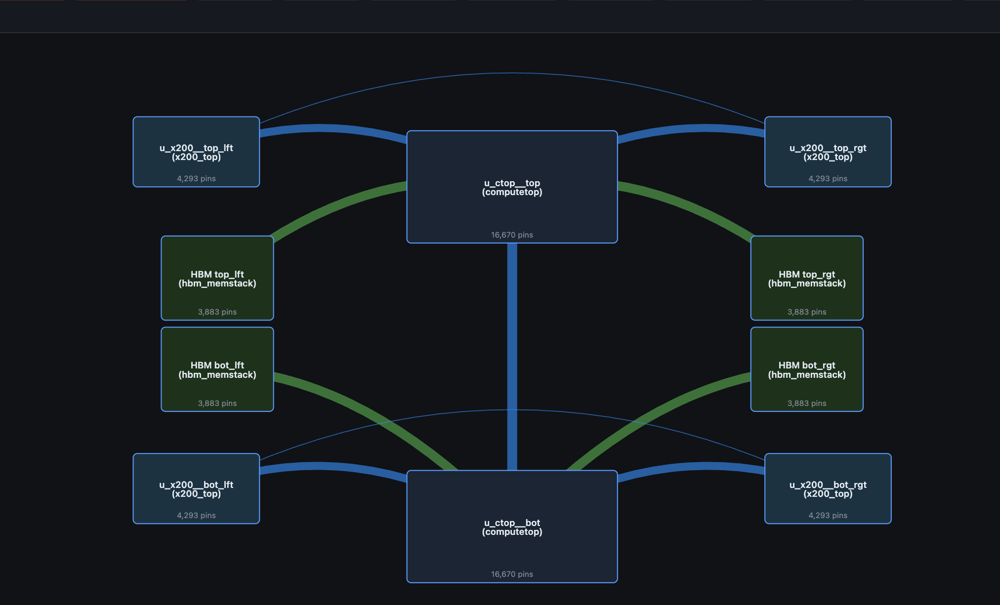 u_x200__top_lft
(x200_top)
4,293 pins
u_ctop__top
(computetop)
16,670 pins
u_x200__top_rgt
(x200_top)
4,293 pins
HBM top_lft
(hbm_memstack)
3,883 pins
HBM top_rgt
(hbm_memstack)
3,883 pins
HBM bot_lft
(hbm_memstack)
3,883 pins
HBM bot_rgt
(hbm_memstack)
3,883 pins
u_x200__bot_lft
(x200_top)
4,293 pins
u_ctop__bot
(computetop)
16,670 pins
u_x200__bot_rgt
(x200_top)
4,293 pins